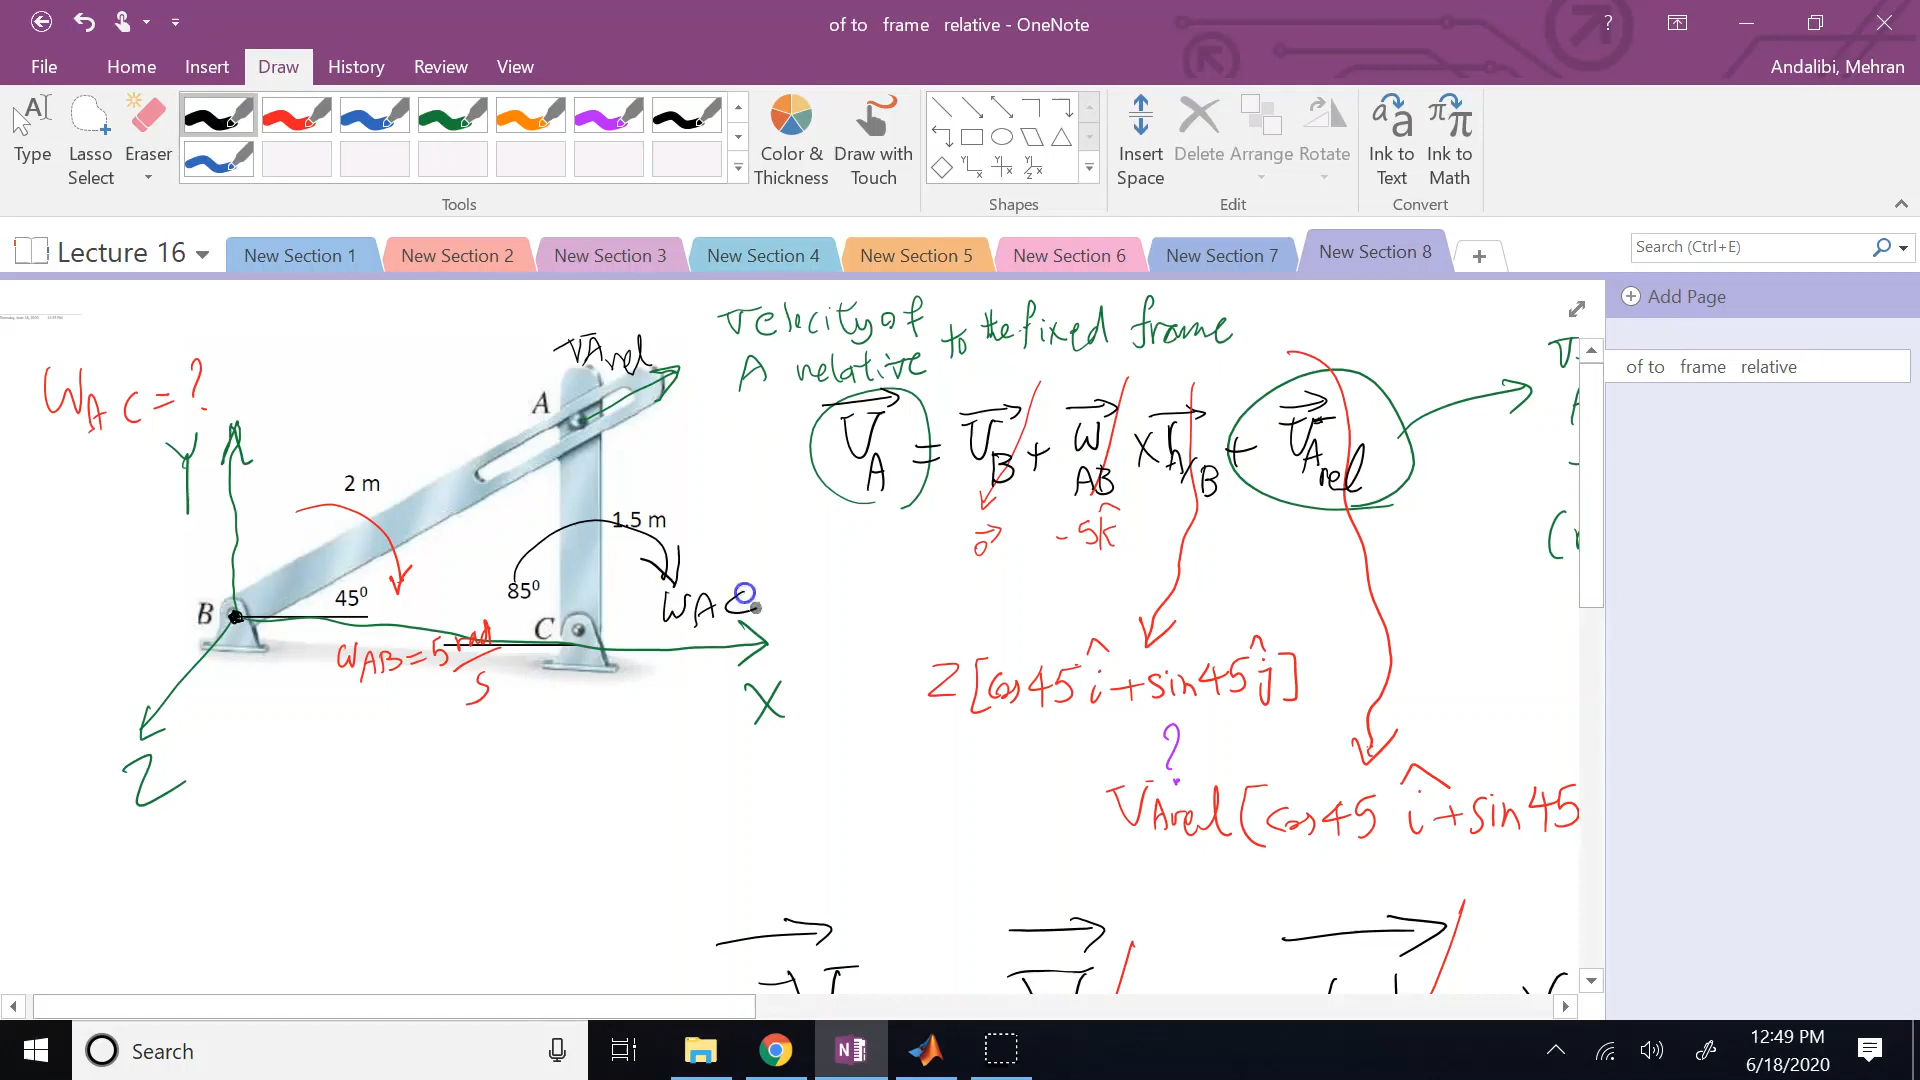 of to frame relative - OneNote
File Home Insert Draw History Review View
Andalibi, Mehran
Type
Lasso Select
Eraser
Color & Thickness
Draw with Touch
Insert Space
Delete
Arrange
Rotate
Ink to Text
Ink to Math
Tools
Shapes
Edit
Convert
Lecture 16
New Section 1
New Section 2
New Section 3
New Section 4
New Section 5
New Section 6
New Section 7
New Section 8
Search (Ctrl+E)
Add Page
of to frame relative
velocity of
to the fixed frame
A relative
WAC = ?
VArel
A
Y
2 m
1.5 m
85⁰
45⁰
B
C
WAC
WAB = 5 rad/s
X
Z
VA = VB + ωAB × rA/B + VArel
0
-5k
2[cos45 i + sin45 j]
?
VArel(cos45 i + sin45
Search
12:49 PM
6/18/2020